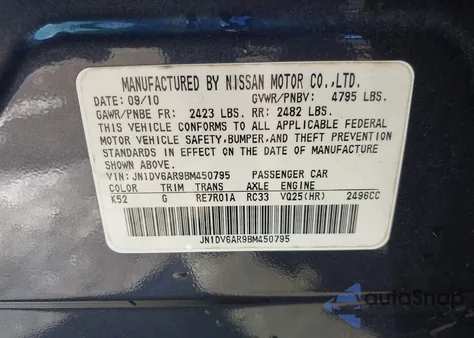 MANUFACTURED BY NISSAN MOTOR CO.,LTD.
DATE: 09/10 GVWR/PNBV: 4795 LBS.
GAWR/PNBE FR: 2423 LBS. RR: 2482 LBS.
THIS VEHICLE CONFORMS TO ALL APPLICABLE FEDERAL
MOTOR VEHICLE SAFETY,BUMPER,AND THEFT PREVENTION
STANDARDS IN EFFECT ON THE DATE OF MANUFACTURE
SHOWN ABOVE.
VIN: JN1DV6AR9BM450795 PASSENGER CAR
COLOR TRIM TRANS AXLE ENGINE
K52 G RE7R01A RC33 VQ25(HR) 2496CC
JN1DV6AR9BM450795
autoSnap